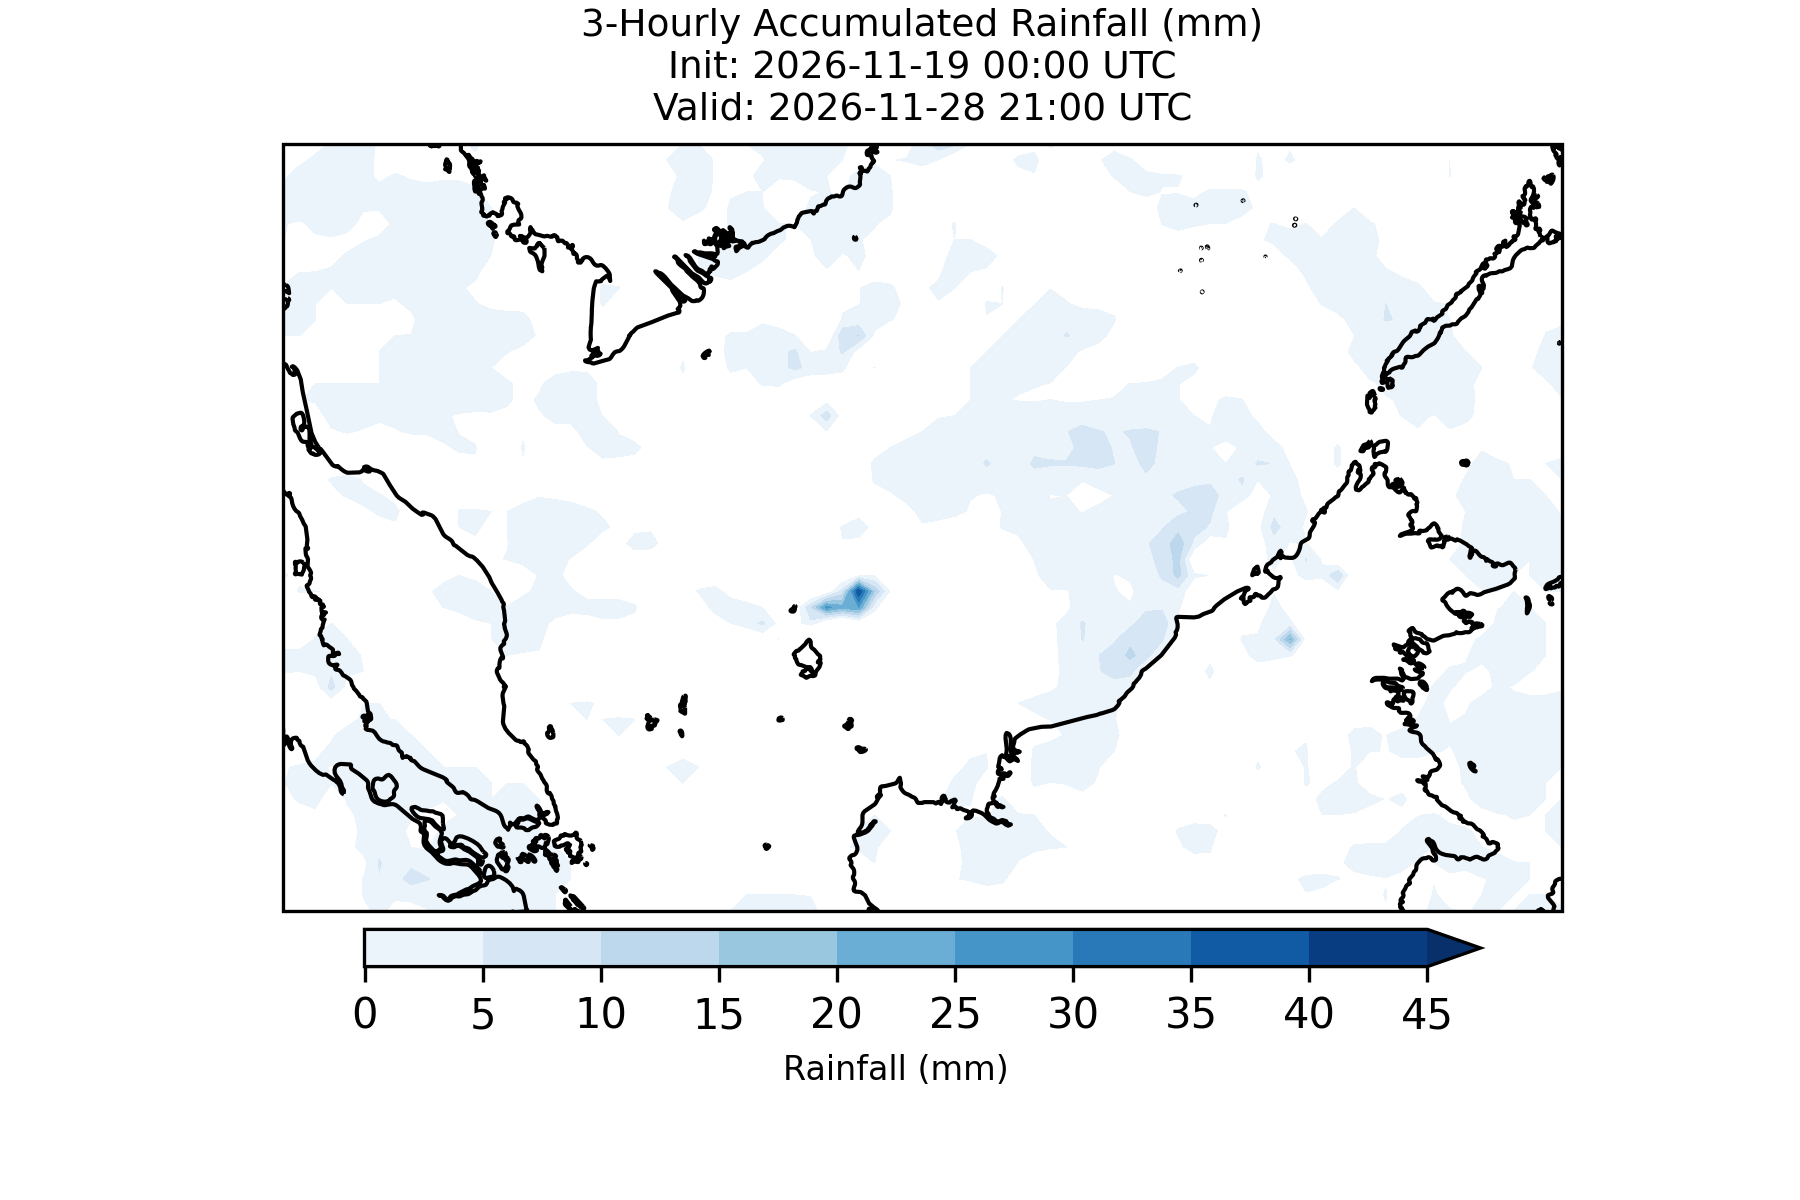 3-Hourly Accumulated Rainfall (mm)
Init: 2026-11-19 00:00 UTC
Valid: 2026-11-28 21:00 UTC
0 5 10 15 20 25 30 35 40 45
Rainfall (mm)